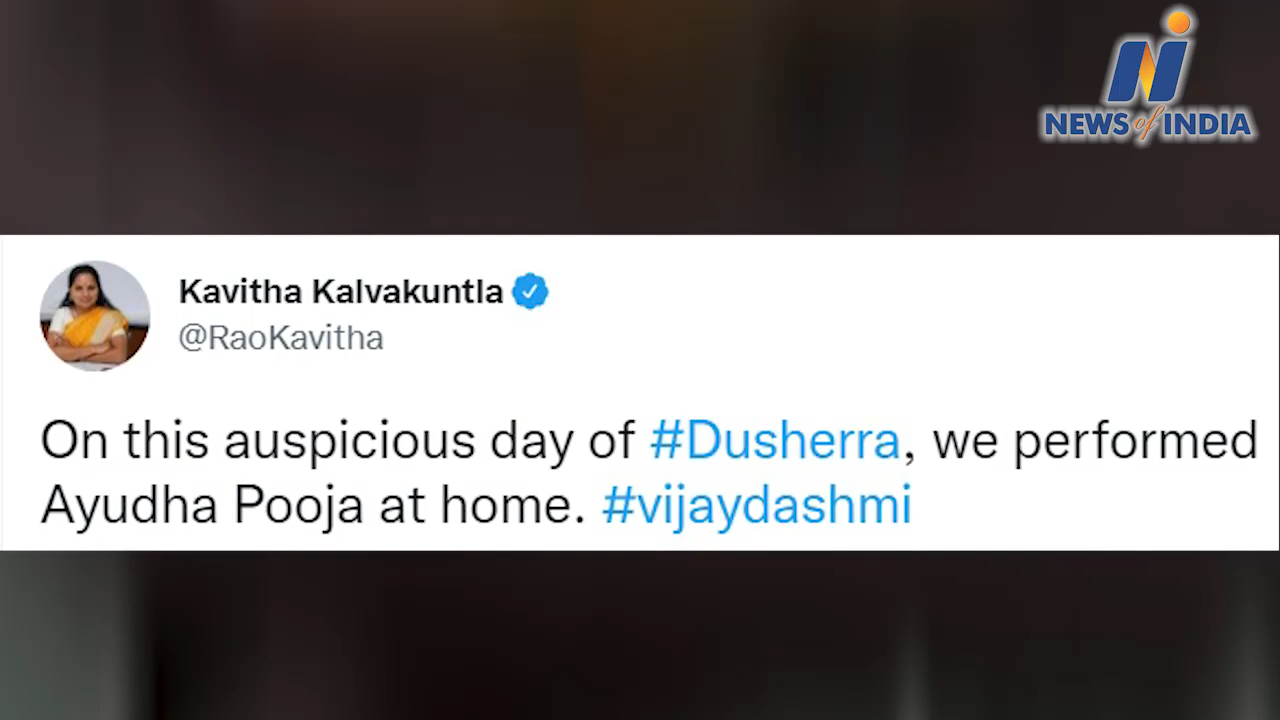 NEWS of INDIA
Kavitha Kalvakuntla
@RaoKavitha
On this auspicious day of #Dusherra, we performed
Ayudha Pooja at home. #vijaydashmi